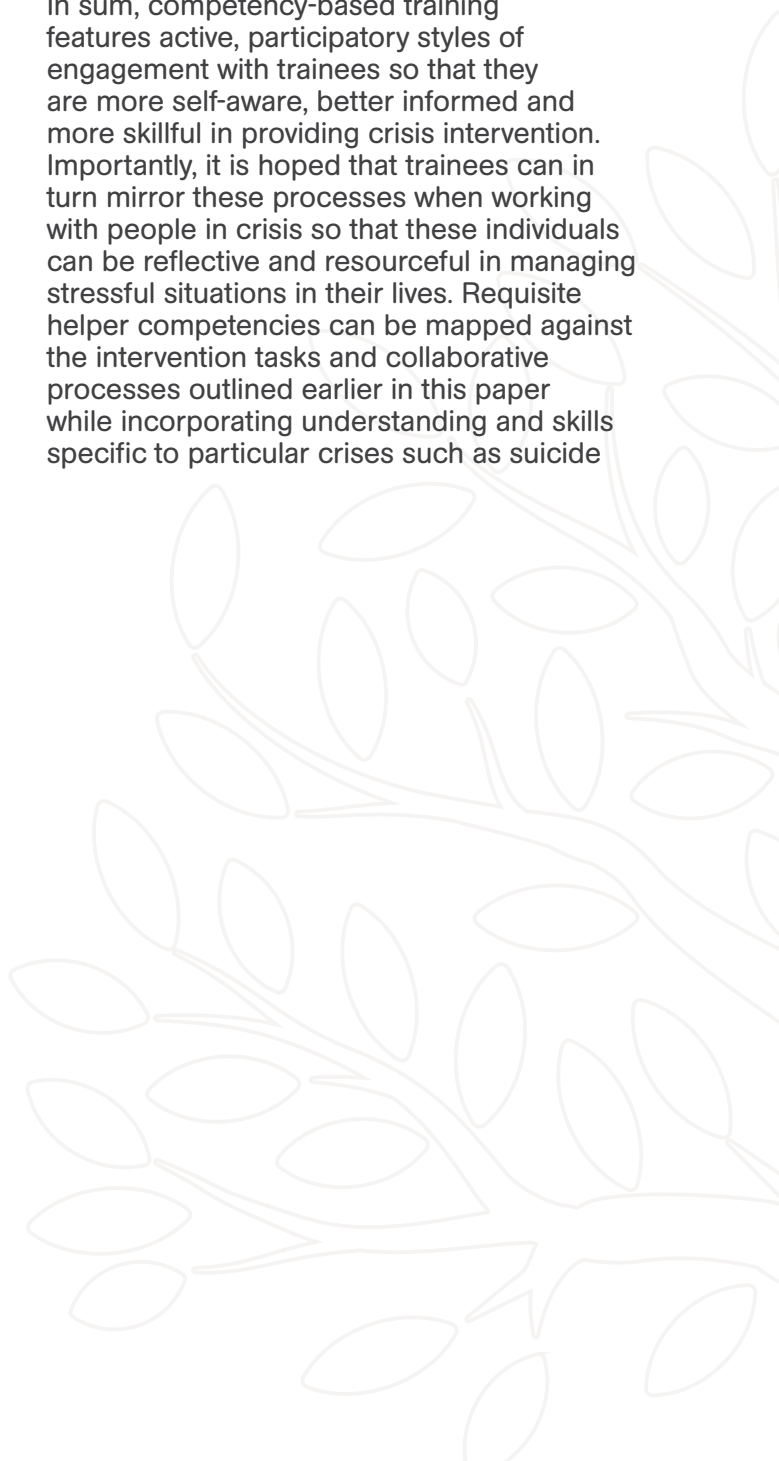 In sum, competency-based training
features active, participatory styles of
engagement with trainees so that they
are more self-aware, better informed and
more skillful in providing crisis intervention.
Importantly, it is hoped that trainees can in
turn mirror these processes when working
with people in crisis so that these individuals
can be reflective and resourceful in managing
stressful situations in their lives. Requisite
helper competencies can be mapped against
the intervention tasks and collaborative
processes outlined earlier in this paper
while incorporating understanding and skills
specific to particular crises such as suicide